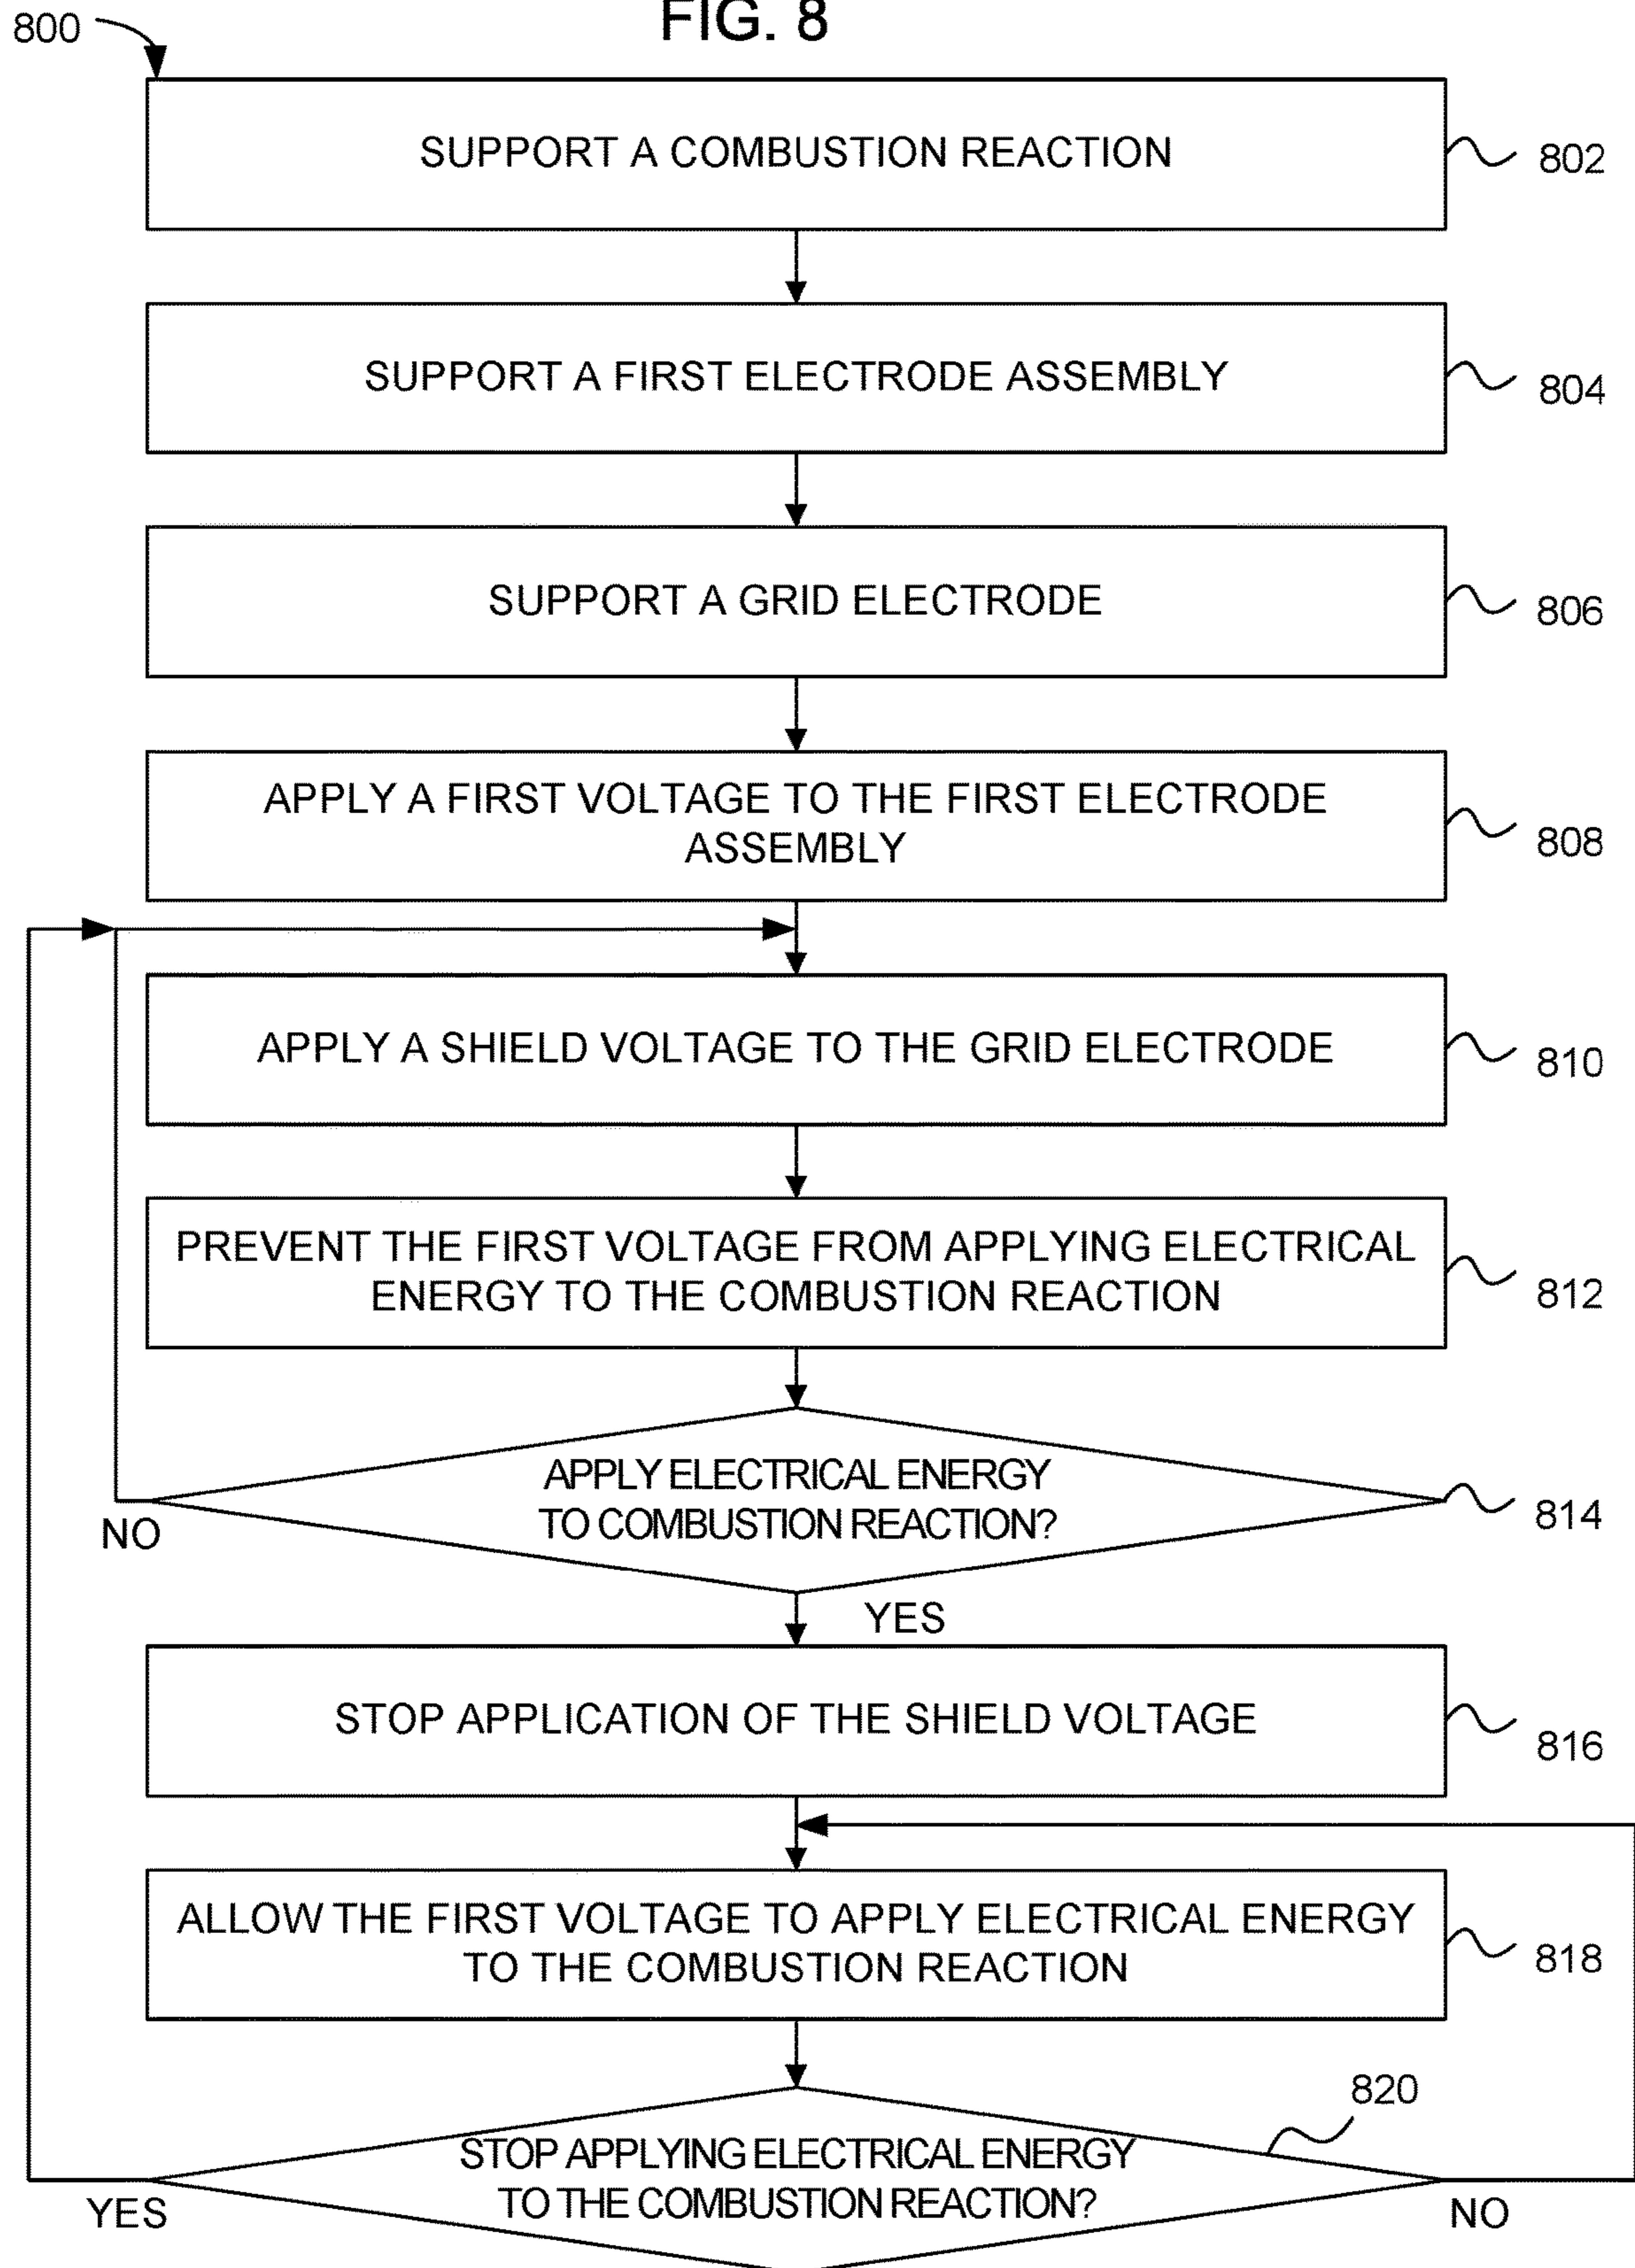 FIG. 8
800
SUPPORT A COMBUSTION REACTION
802
SUPPORT A FIRST ELECTRODE ASSEMBLY
804
SUPPORT A GRID ELECTRODE
806
APPLY A FIRST VOLTAGE TO THE FIRST ELECTRODE
ASSEMBLY
808
APPLY A SHIELD VOLTAGE TO THE GRID ELECTRODE
810
PREVENT THE FIRST VOLTAGE FROM APPLYING ELECTRICAL
ENERGY TO THE COMBUSTION REACTION
812
APPLY ELECTRICAL ENERGY
TO COMBUSTION REACTION?
814
NO
YES
STOP APPLICATION OF THE SHIELD VOLTAGE
816
ALLOW THE FIRST VOLTAGE TO APPLY ELECTRICAL ENERGY
TO THE COMBUSTION REACTION
818
820
STOP APPLYING ELECTRICAL ENERGY
TO THE COMBUSTION REACTION?
YES
NO